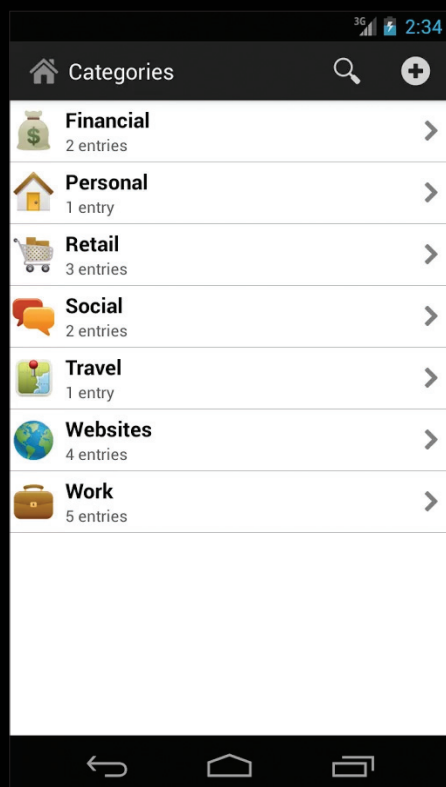 3G 2:34
Categories
Financial
2 entries
Personal
1 entry
Retail
3 entries
Social
2 entries
Travel
1 entry
Websites
4 entries
Work
5 entries